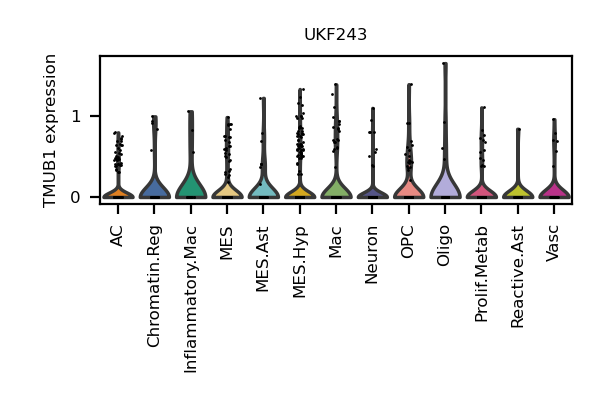 UKF243
TMUB1 expression
1
0
AC
Chromatin.Reg
Inflammatory.Mac
MES
MES.Ast
MES.Hyp
Mac
Neuron
OPC
Oligo
Prolif.Metab
Reactive.Ast
Vasc